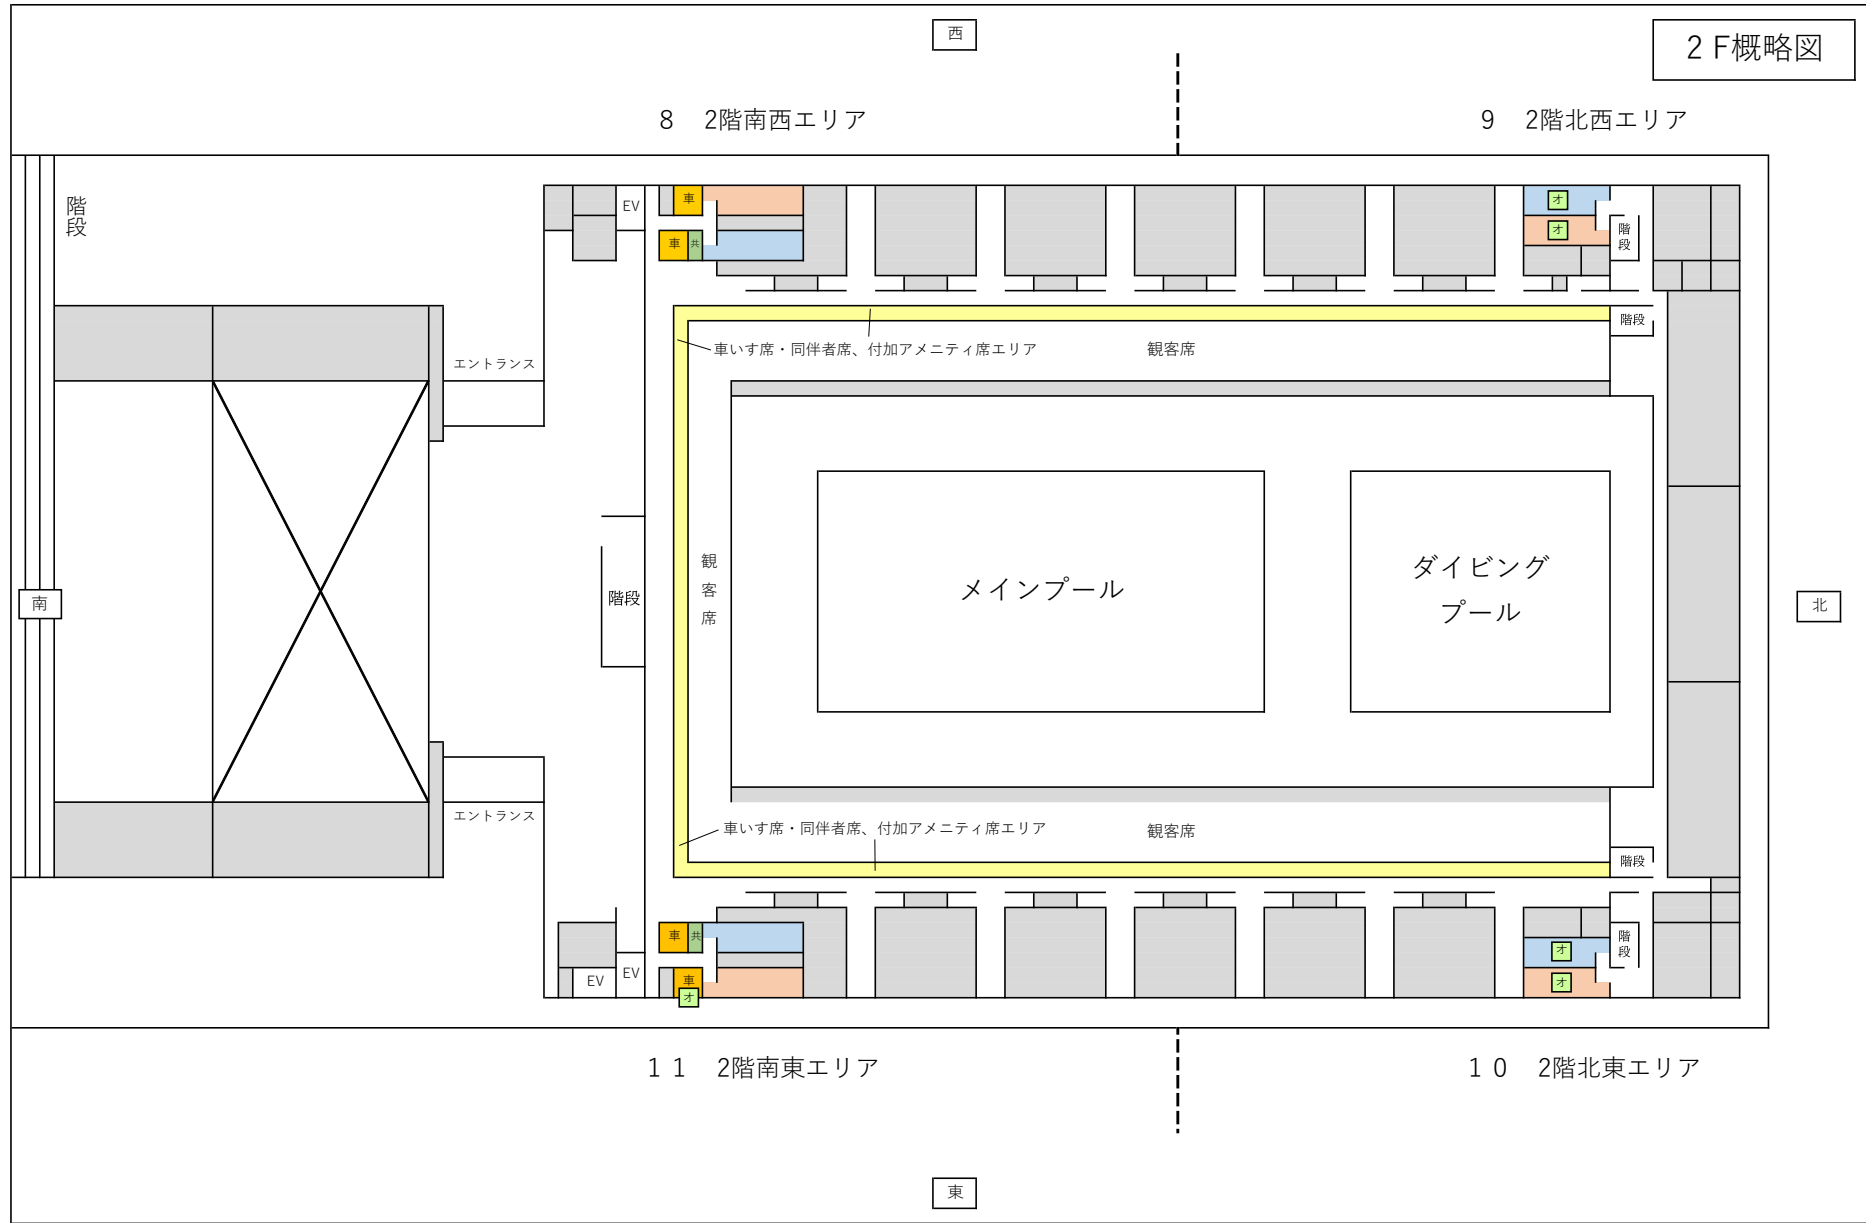 西
2 F概略図
8 2階南西エリア
9 2階北西エリア
階段
EV
車
車
共
オ
オ
階段
階段
エントランス
車いす席・同伴者席、付加アメニティ席エリア
観客席
南
階段
観客席
メインプール
ダイビング
プール
北
エントランス
車いす席・同伴者席、付加アメニティ席エリア
観客席
階段
車
共
車
オ
EV
EV
オ
オ
階段
1 1 2階南東エリア
1 0 2階北東エリア
東